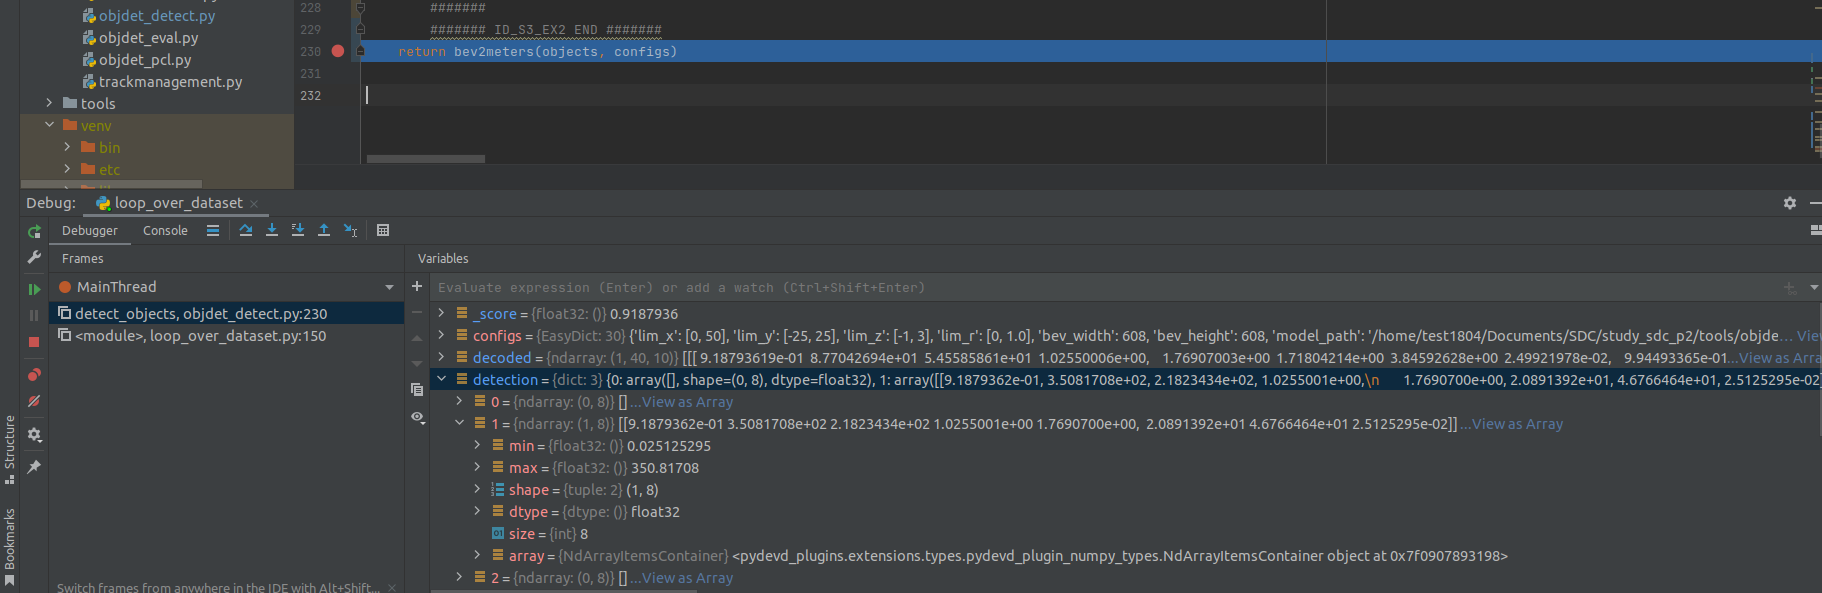 228 #######
objdet_detect.py
229 ####### ID_S3_EX2 END #######
objdet_eval.py
230 return bev2meters(objects, configs)
objdet_pcl.py
231
trackmanagement.py
232
tools
venv
bin
etc
Debug: loop_over_dataset
Debugger Console
Frames
Variables
MainThread
Evaluate expression (Enter) or add a watch (Ctrl+Shift+Enter)
detect_objects, objdet_detect.py:230
<module>, loop_over_dataset.py:150
_score = {float32: ()} 0.9187936
configs = {EasyDict: 30} {'lim_x': [0, 50], 'lim_y': [-25, 25], 'lim_z': [-1, 3], 'lim_r': [0, 1.0], 'bev_width': 608, 'bev_height': 608, 'model_path': '/home/test1804/Documents/SDC/study_sdc_p2/tools/objde... View
decoded = {ndarray: (1, 40, 10)} [[[ 9.18793619e-01 8.77042694e+01 5.45585861e+01 1.02550006e+00, 1.76907003e+00 1.71804214e+00 3.84592628e+00 2.49921978e-02, 9.94493365e-01...View as Arra
detection = {dict: 3} {0: array([], shape=(0, 8), dtype=float32), 1: array([[9.1879362e-01, 3.5081708e+02, 2.1823434e+02, 1.0255001e+00,\n 1.7690700e+00, 2.0891392e+01, 4.6766464e+01, 2.5125295e-02
0 = {ndarray: (0, 8)} [] ...View as Array
1 = {ndarray: (1, 8)} [[9.1879362e-01 3.5081708e+02 2.1823434e+02 1.0255001e+00 1.7690700e+00, 2.0891392e+01 4.6766464e+01 2.5125295e-02]] ...View as Array
min = {float32: ()} 0.025125295
max = {float32: ()} 350.81708
shape = {tuple: 2} (1, 8)
dtype = {dtype: ()} float32
size = {int} 8
array = {NdArrayItemsContainer} <pydevd_plugins.extensions.types.pydevd_plugin_numpy_types.NdArrayItemsContainer object at 0x7f0907893198>
2 = {ndarray: (0, 8)} [] ...View as Array
Switch frames from anywhere in the IDE with Alt+Shift...
Structure
Bookmarks